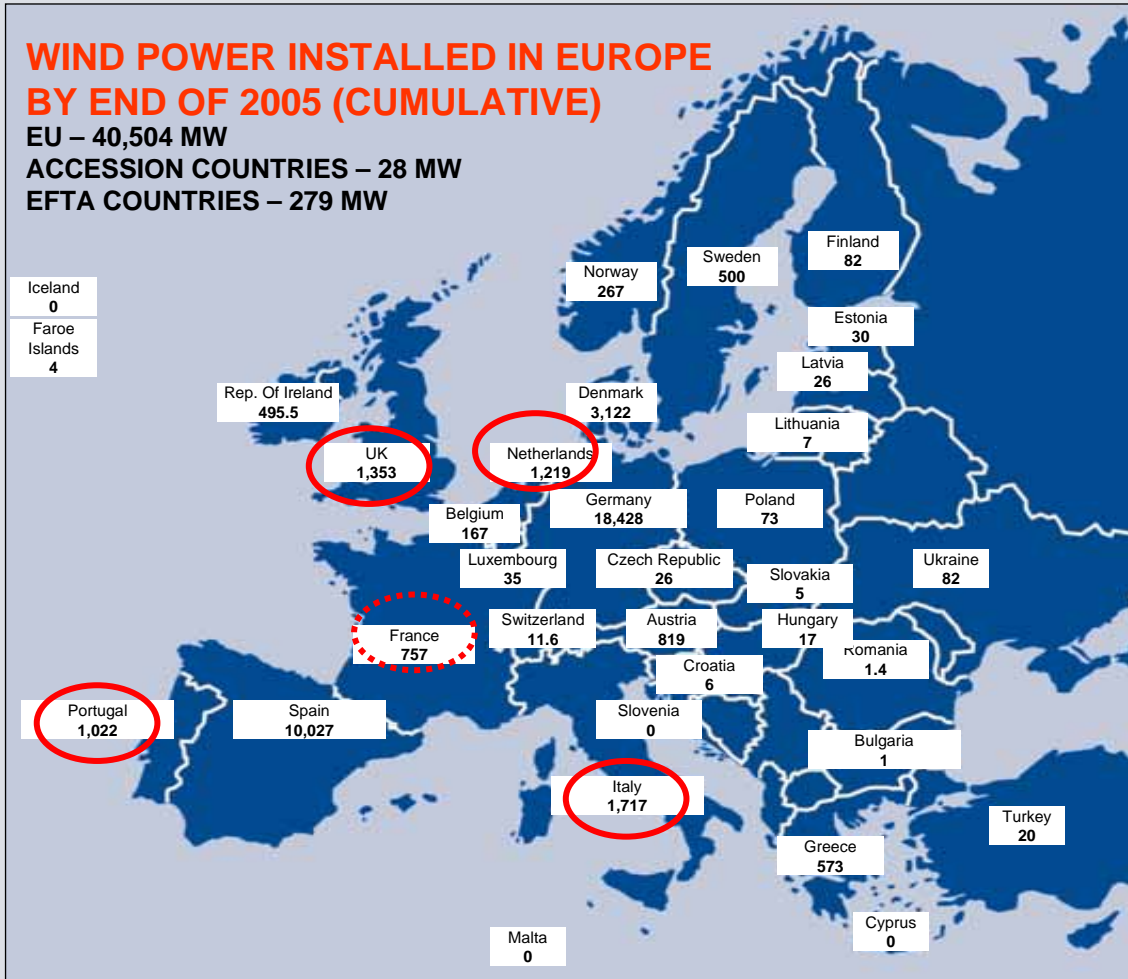 WIND POWER INSTALLED IN EUROPE
BY END OF 2005 (CUMULATIVE)
EU – 40,504 MW
ACCESSION COUNTRIES – 28 MW
EFTA COUNTRIES – 279 MW
Finland
82
Sweden
500
Norway
267
Iceland
0
Faroe
Islands
4
Estonia
30
Latvia
26
Rep. Of Ireland
495.5
Denmark
3,122
Lithuania
7
UK
1,353
Netherlands
1,219
Germany
18,428
Poland
73
Belgium
167
Luxembourg
35
Czech Republic
26
Slovakia
5
Ukraine
82
France
757
Switzerland
11.6
Austria
819
Hungary
17
Romania
1.4
Croatia
6
Portugal
1,022
Spain
10,027
Slovenia
0
Bulgaria
1
Italy
1,717
Turkey
20
Greece
573
Cyprus
0
Malta
0